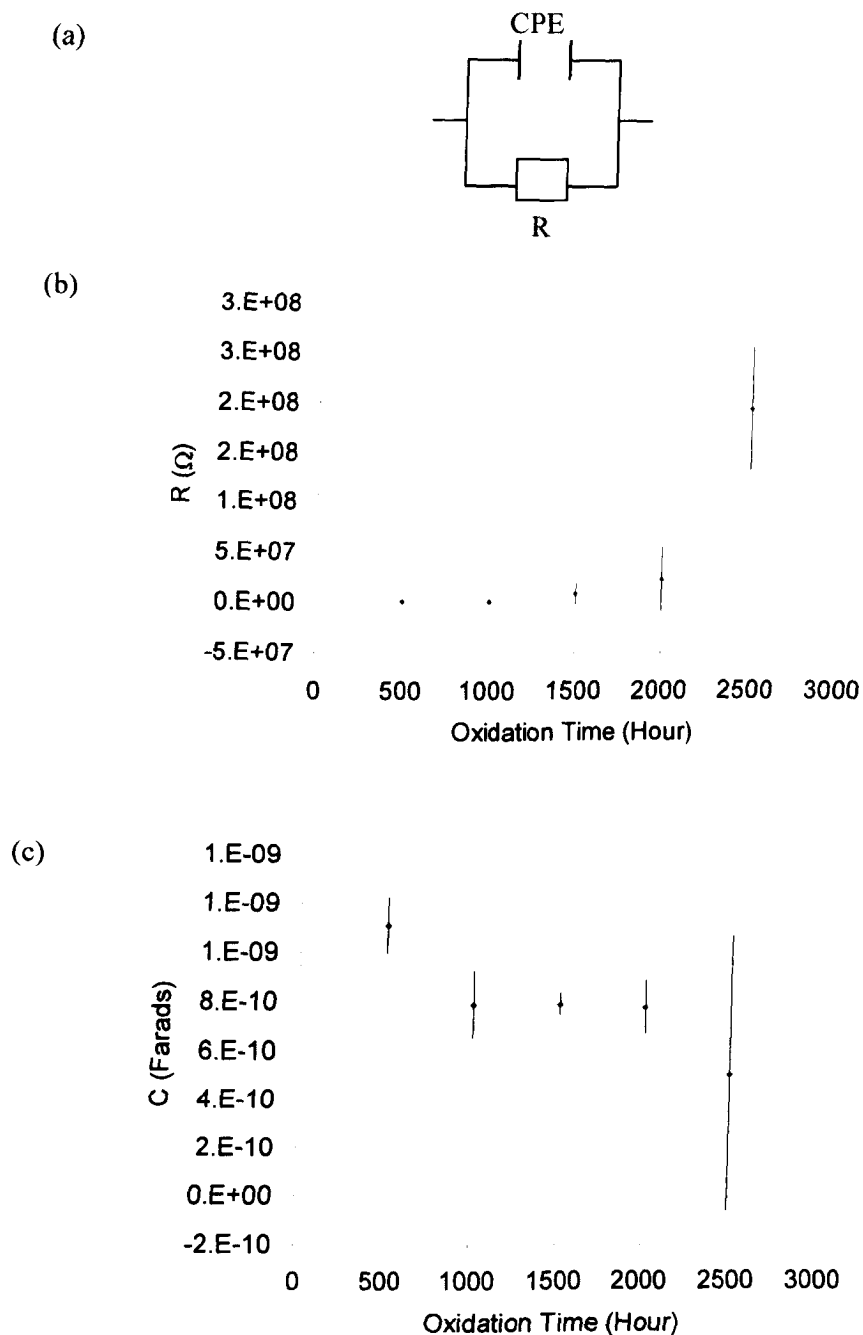 (a)
CPE
R
(b)
3.E+08
3.E+08
2.E+08
2.E+08
1.E+08
5.E+07
0.E+00
-5.E+07
R (Ω)
0 500 1000 1500 2000 2500 3000
Oxidation Time (Hour)
(c)
1.E-09
1.E-09
1.E-09
8.E-10
6.E-10
4.E-10
2.E-10
0.E+00
-2.E-10
C (Farads)
0 500 1000 1500 2000 2500 3000
Oxidation Time (Hour)